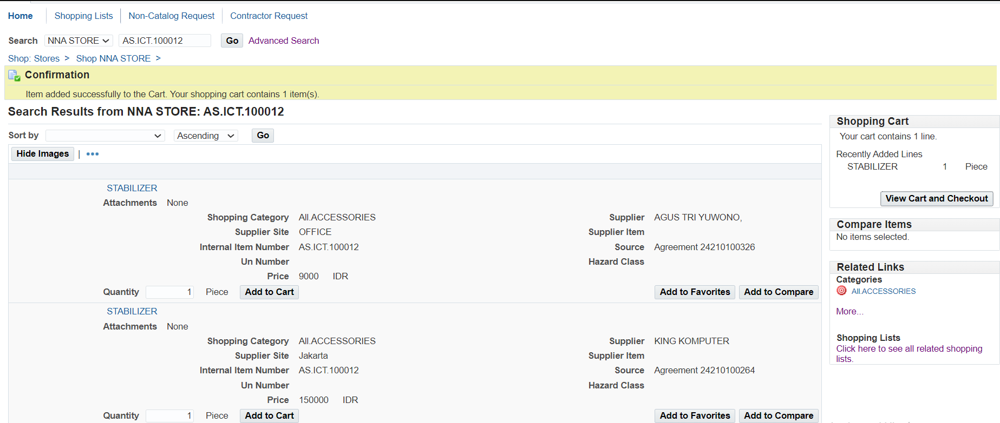 Home Shopping Lists Non-Catalog Request Contractor Request
Search NNA STORE AS.ICT.100012 Go Advanced Search
Shop: Stores > Shop NNA STORE >
Confirmation
Item added successfully to the Cart. Your shopping cart contains 1 item(s).
Search Results from NNA STORE: AS.ICT.100012
Sort by Ascending Go
Hide Images | •••
STABILIZER
Attachments None
Shopping Category All.ACCESSORIES Supplier AGUS TRI YUWONO,
Supplier Site OFFICE Supplier Item
Internal Item Number AS.ICT.100012 Source Agreement 24210100326
Un Number Hazard Class
Price 9000 IDR
Quantity 1 Piece Add to Cart Add to Favorites Add to Compare
STABILIZER
Attachments None
Shopping Category All.ACCESSORIES Supplier KING KOMPUTER
Supplier Site Jakarta Supplier Item
Internal Item Number AS.ICT.100012 Source Agreement 24210100264
Un Number Hazard Class
Price 150000 IDR
Quantity 1 Piece Add to Cart Add to Favorites Add to Compare
Shopping Cart
Your cart contains 1 line.
Recently Added Lines
STABILIZER 1 Piece
View Cart and Checkout
Compare Items
No items selected.
Related Links
Categories
All.ACCESSORIES
More...
Shopping Lists
Click here to see all related shopping
lists.